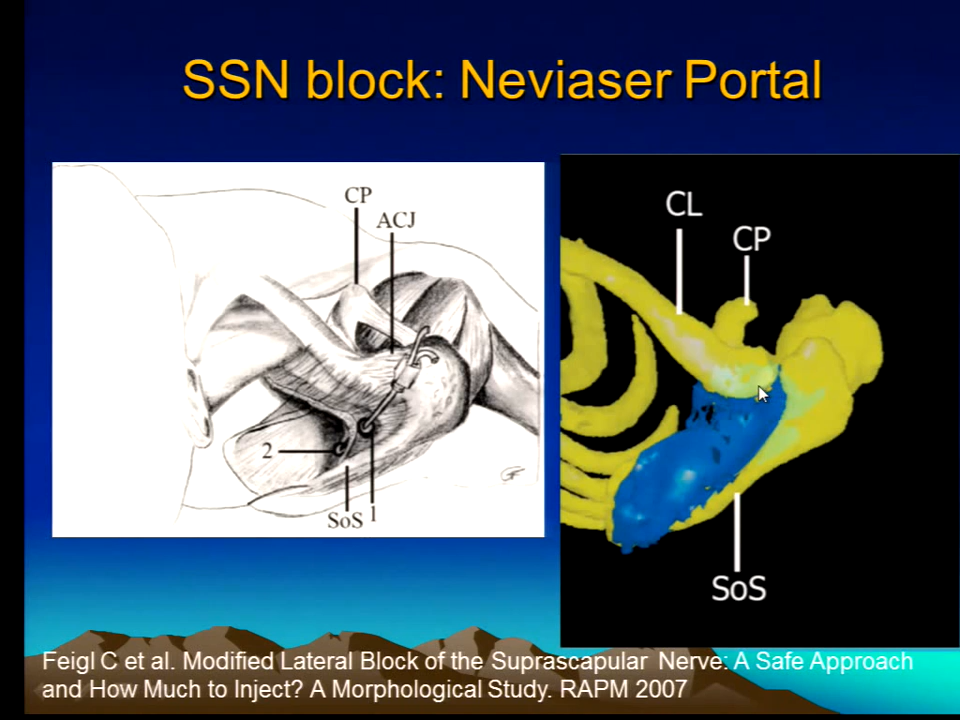 SSN block: Neviaser Portal
CP
ACJ
2
SoS 1
CL
CP
SoS
Feigl C et al. Modified Lateral Block of the Suprascapular Nerve: A Safe Approach
and How Much to Inject? A Morphological Study. RAPM 2007